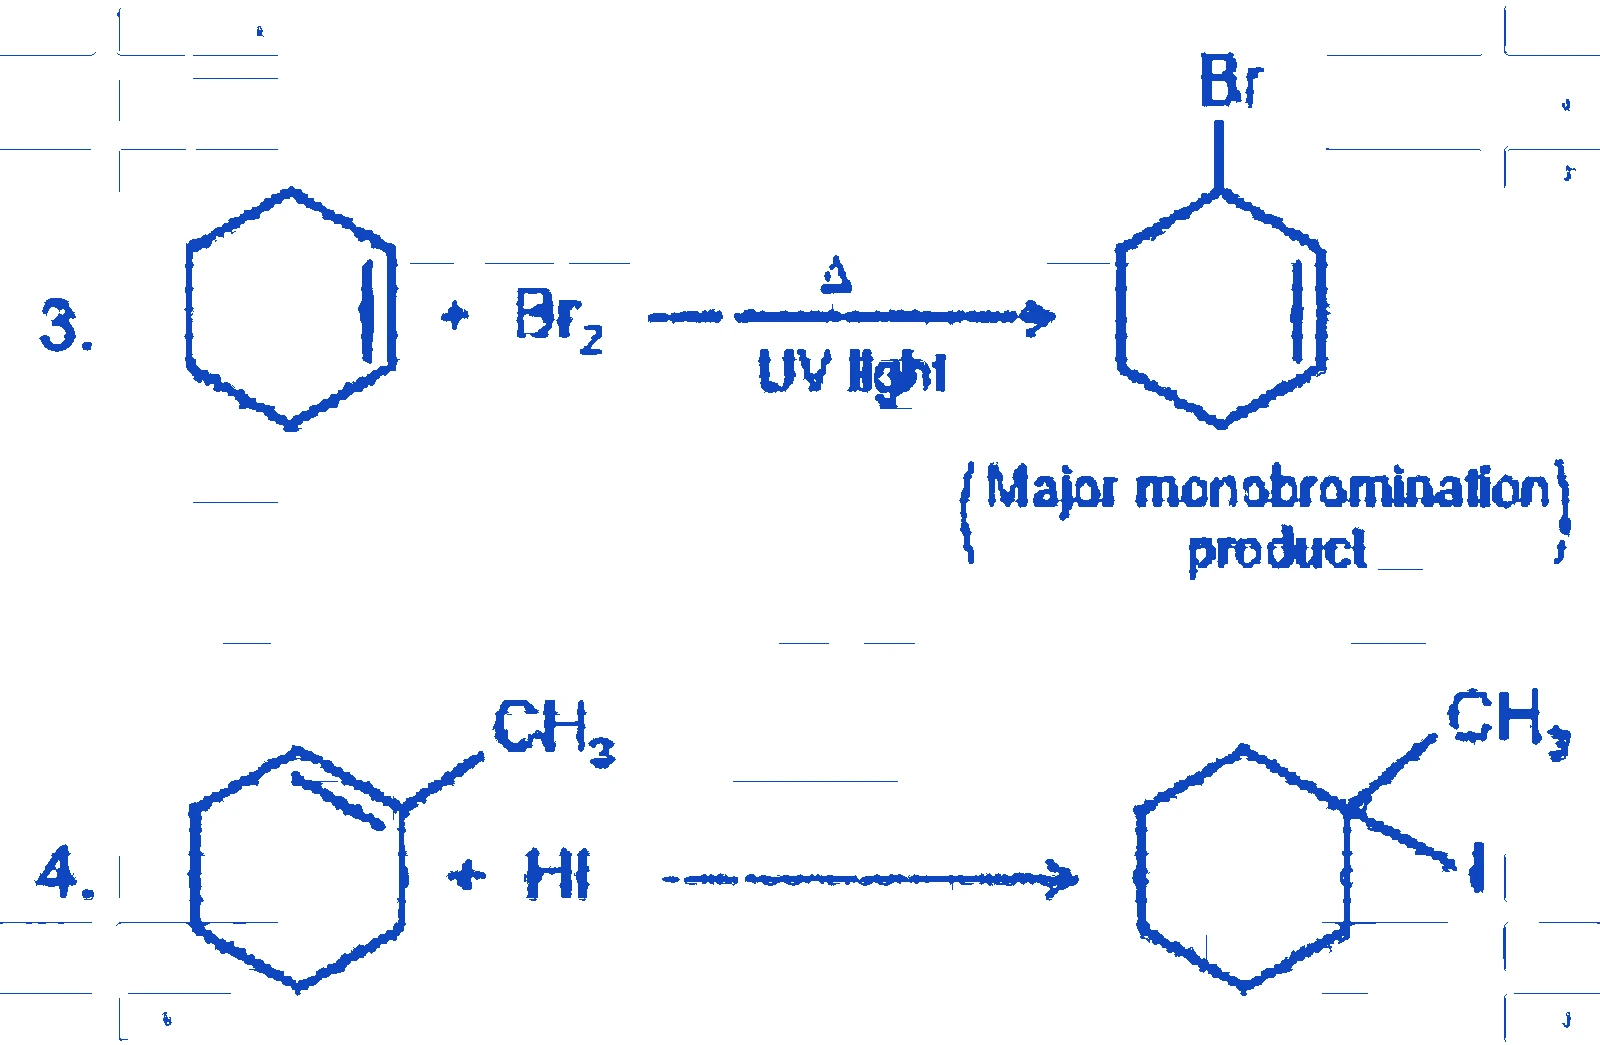 Br
3.
+ Br2
Δ
UV light
(Major monobromination
product)
CH3
CH3
4.
+ HI
I